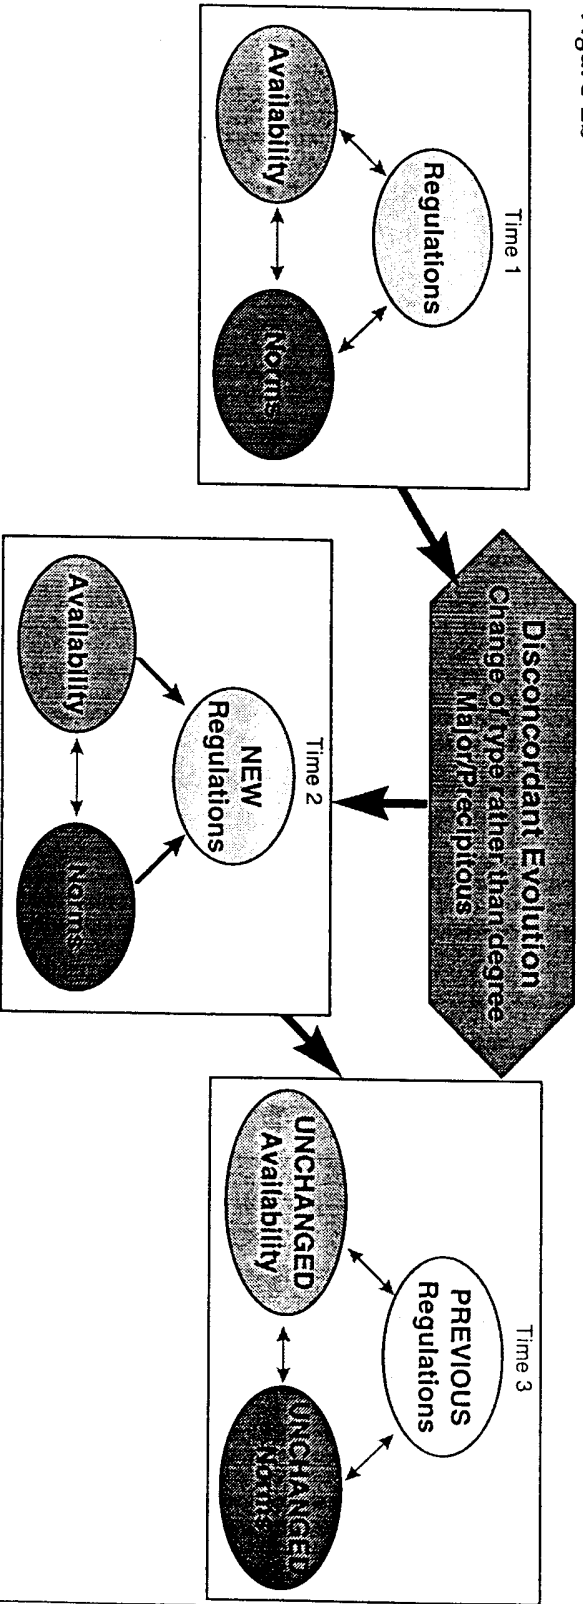 Time 1
Regulations
Availability
Norms
Disconcordant Evolution
Change of type rather than degree
Major/Precipitous
Time 2
NEW
Regulations
Availability
Norms
Time 3
PREVIOUS
Regulations
UNCHANGED
Availability
UNCHANGED
Norms